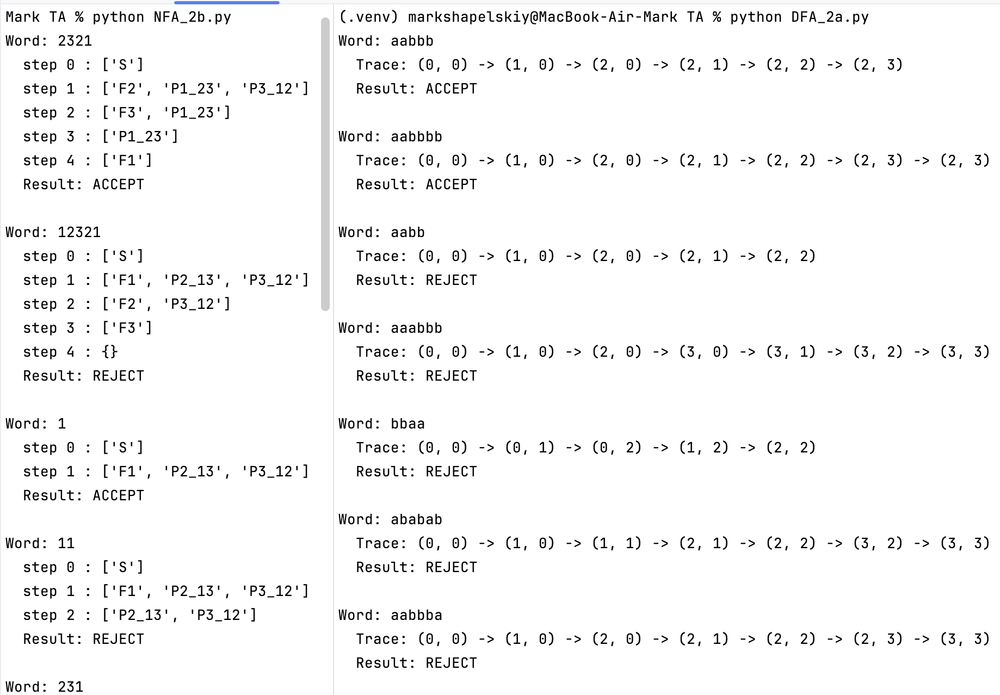 Mark TA % python NFA_2b.py
Word: 2321
step 0 : ['S']
step 1 : ['F2', 'P1_23', 'P3_12']
step 2 : ['F3', 'P1_23']
step 3 : ['P1_23']
step 4 : ['F1']
Result: ACCEPT
Word: 12321
step 0 : ['S']
step 1 : ['F1', 'P2_13', 'P3_12']
step 2 : ['F2', 'P3_12']
step 3 : ['F3']
step 4 : {}
Result: REJECT
Word: 1
step 0 : ['S']
step 1 : ['F1', 'P2_13', 'P3_12']
Result: ACCEPT
Word: 11
step 0 : ['S']
step 1 : ['F1', 'P2_13', 'P3_12']
step 2 : ['P2_13', 'P3_12']
Result: REJECT
Word: 231
(.venv) markshapelskiy@MacBook-Air-Mark TA % python DFA_2a.py
Word: aabbb
Trace: (0, 0) -> (1, 0) -> (2, 0) -> (2, 1) -> (2, 2) -> (2, 3)
Result: ACCEPT
Word: aabbbb
Trace: (0, 0) -> (1, 0) -> (2, 0) -> (2, 1) -> (2, 2) -> (2, 3) -> (2, 3)
Result: ACCEPT
Word: aabb
Trace: (0, 0) -> (1, 0) -> (2, 0) -> (2, 1) -> (2, 2)
Result: REJECT
Word: aaabbb
Trace: (0, 0) -> (1, 0) -> (2, 0) -> (3, 0) -> (3, 1) -> (3, 2) -> (3, 3)
Result: REJECT
Word: bbaa
Trace: (0, 0) -> (0, 1) -> (0, 2) -> (1, 2) -> (2, 2)
Result: REJECT
Word: ababab
Trace: (0, 0) -> (1, 0) -> (1, 1) -> (2, 1) -> (2, 2) -> (3, 2) -> (3, 3)
Result: REJECT
Word: aabbba
Trace: (0, 0) -> (1, 0) -> (2, 0) -> (2, 1) -> (2, 2) -> (2, 3) -> (3, 3)
Result: REJECT